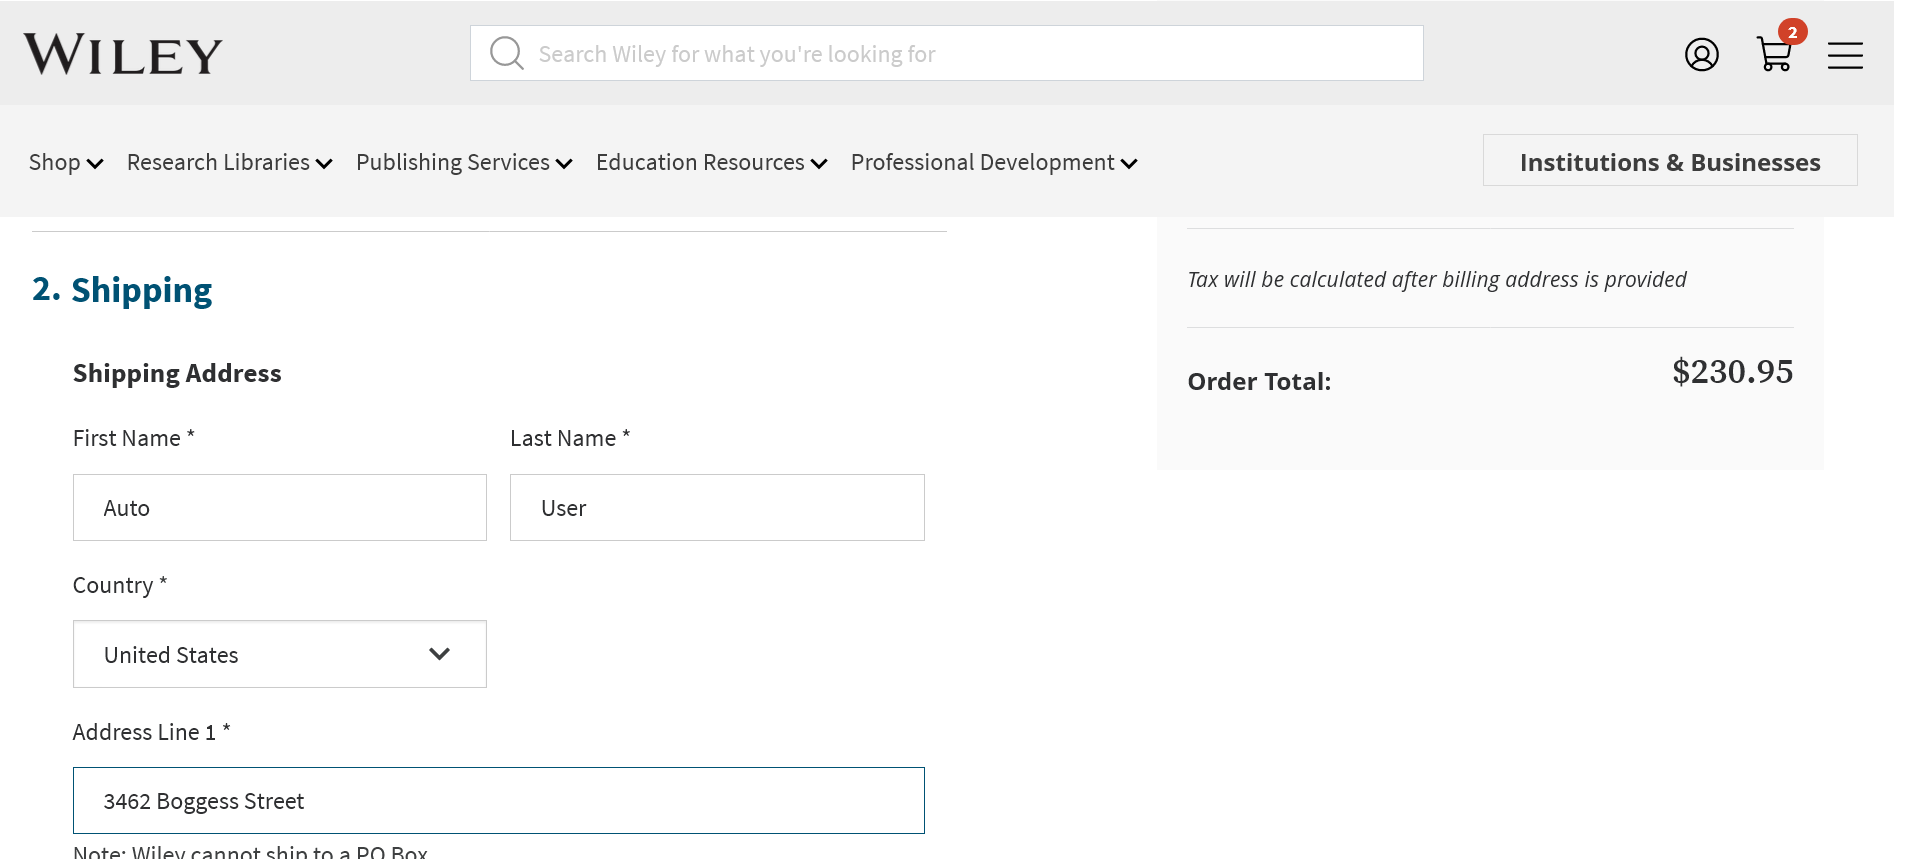 WILEY
Search Wiley for what you're looking for
2
Shop
Research Libraries
Publishing Services
Education Resources
Professional Development
Institutions & Businesses
2. Shipping
Shipping Address
First Name *
Last Name *
Auto
User
Country *
United States
Address Line 1 *
3462 Boggess Street
Note: Wiley cannot ship to a PO Box
Tax will be calculated after billing address is provided
Order Total: $230.95